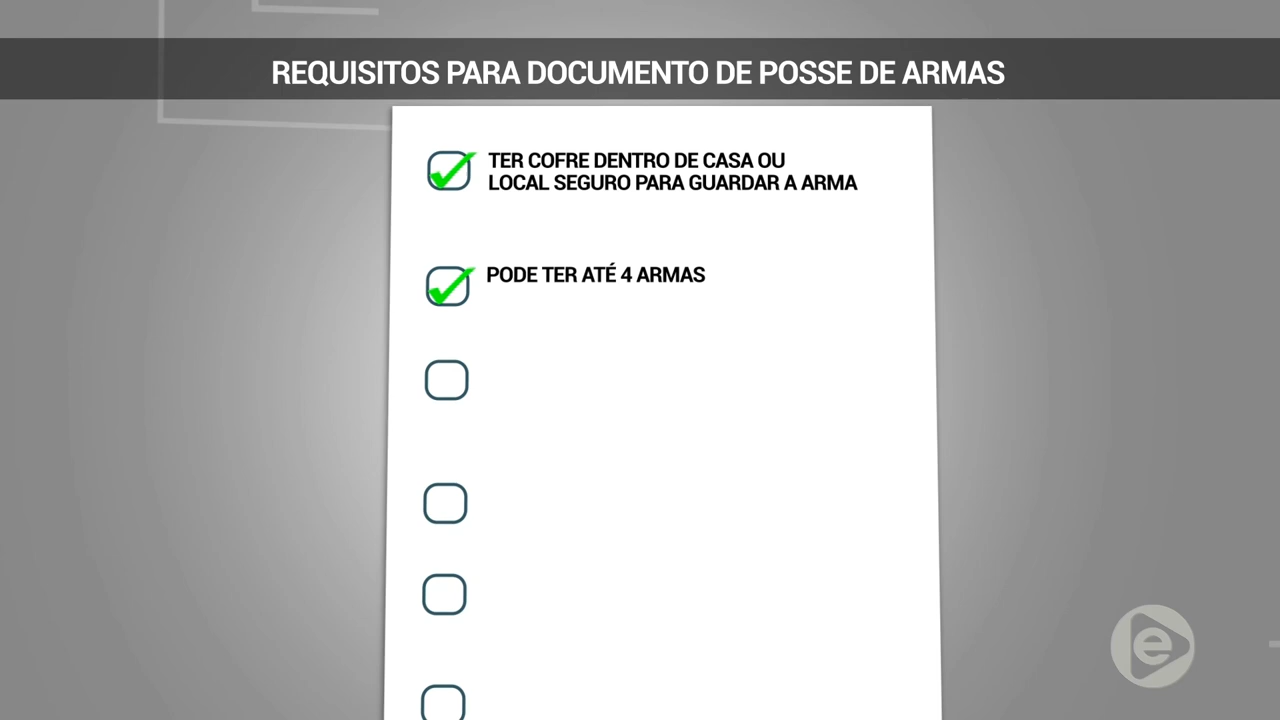 REQUISITOS PARA DOCUMENTO DE POSSE DE ARMAS
TER COFRE DENTRO DE CASA OU
LOCAL SEGURO PARA GUARDAR A ARMA
PODE TER ATÉ 4 ARMAS
e